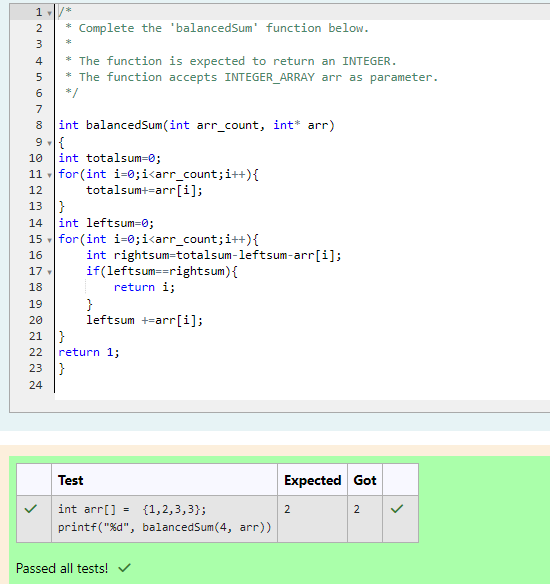 1 /*
2 * Complete the 'balancedSum' function below.
3 *
4 * The function is expected to return an INTEGER.
5 * The function accepts INTEGER_ARRAY arr as parameter.
6 */
7
8 int balancedSum(int arr_count, int* arr)
9 {
10 int totalsum=0;
11 for(int i=0;i<arr_count;i++){
12     totalsum+=arr[i];
13 }
14 int leftsum=0;
15 for(int i=0;i<arr_count;i++){
16     int rightsum=totalsum-leftsum-arr[i];
17     if(leftsum==rightsum){
18         return i;
19     }
20     leftsum +=arr[i];
21 }
22 return 1;
23 }
24
Test Expected Got
int arr[] =  {1,2,3,3}; 2 2
printf("%d", balancedSum(4, arr))
Passed all tests!